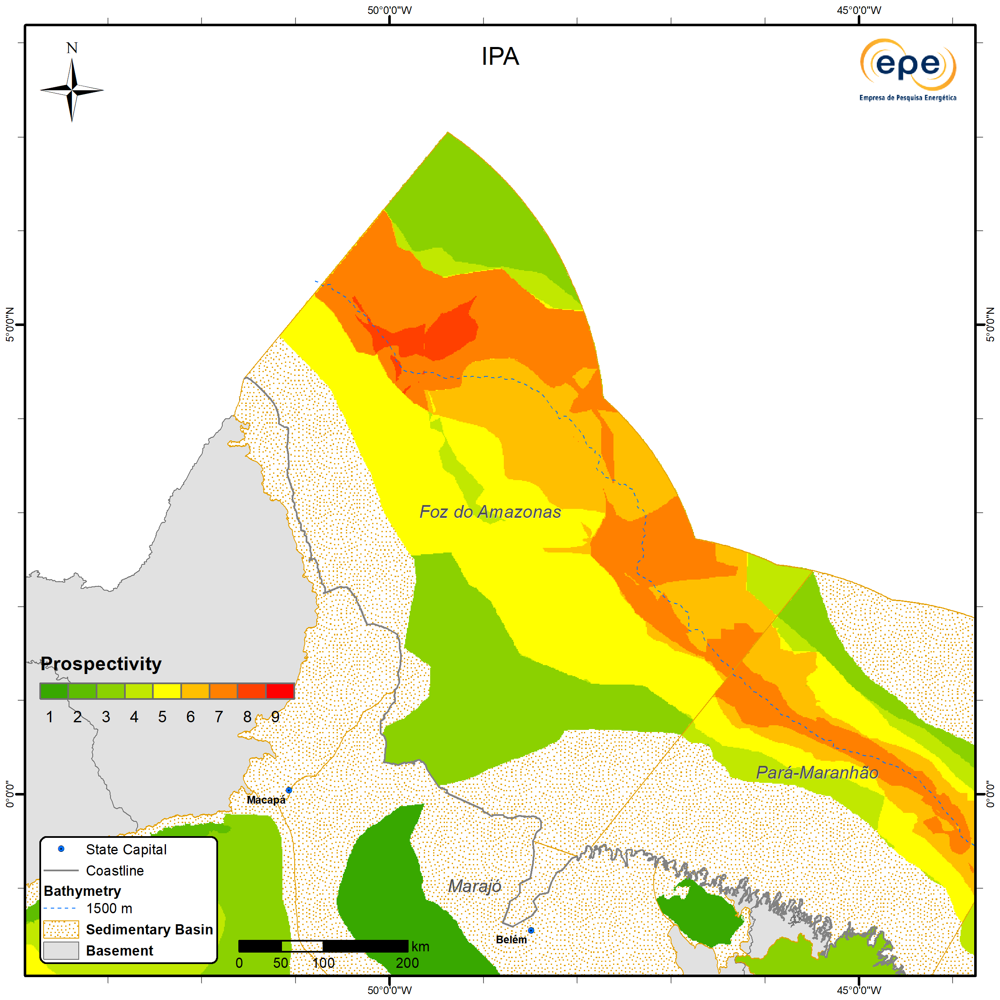 50°0'0"W
45°0'0"W
N
IPA
epe
Empresa de Pesquisa Energética
5°0'0"N
5°0'0"N
Foz do Amazonas
Prospectivity
1 2 3 4 5 6 7 8 9
Pará-Maranhão
0°0'0"
0°0'0"
Macapá
State Capital
Coastline
Bathymetry
1500 m
Sedimentary Basin
Basement
Marajó
Belém
km
0 50 100 200
50°0'0"W
45°0'0"W